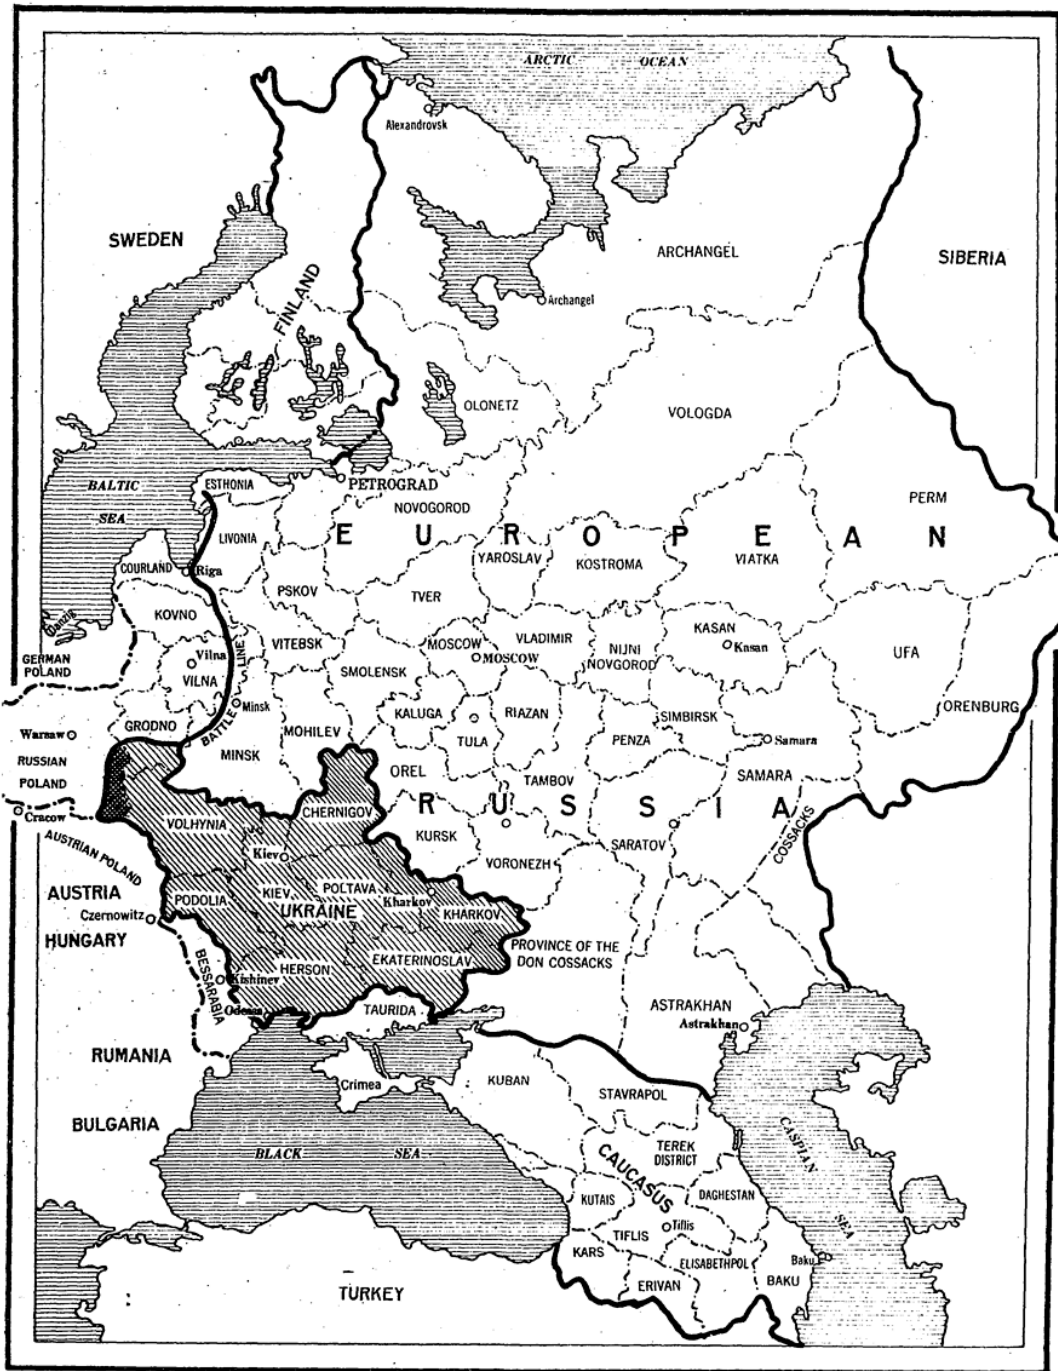 ARCTIC OCEAN
Alexandrovsk
SWEDEN
ARCHANGEL
SIBERIA
FINLAND
Archangel
OLONETZ
VOLOGDA
PETROGRAD
ESTHONIA
BALTIC
SEA
NOVOGOROD
PERM
EUROPEAN
LIVONIA
YAROSLAV
KOSTROMA
VIATKA
COURLAND
Riga
PSKOV
TVER
KOVNO
Danzig
VITEBSK
MOSCOW
VLADIMIR
KASAN
Kasan
NIJNI
NOVGOROD
UFA
Vilna
VILNA
LINE
MOSCOW
GERMAN
POLAND
SMOLENSK
Minsk
KALUGA
RIAZAN
SIMBIRSK
ORENBURG
GRODNO
BATTLE
MOHILEV
Warsaw
TULA
PENZA
Samara
RUSSIAN
POLAND
MINSK
OREL
TAMBOV
SAMARA
RUSSIA
Cracow
CHERNIGOV
VOLHYNIA
KURSK
SARATOV
COSSACKS
AUSTRIAN POLAND
Kiev
VORONEZH
AUSTRIA
PODOLIA
KIEV
POLTAVA
Kharkov
UKRAINE
KHARKOV
Czernowitz
HUNGARY
PROVINCE OF THE
DON COSSACKS
EKATERINOSLAV
BESSARABIA
Kishinev
HERSON
Odessa
TAURIDA
ASTRAKHAN
Astrakhan
RUMANIA
Crimea
KUBAN
STAVRAPOL
BULGARIA
CASPIAN
SEA
BLACK SEA
TEREK
DISTRICT
CAUCASUS
KUTAIS
DAGHESTAN
Tiflis
TIFLIS
KARS
ELISABETHPOL
Baku
ERIVAN
BAKU
TURKEY